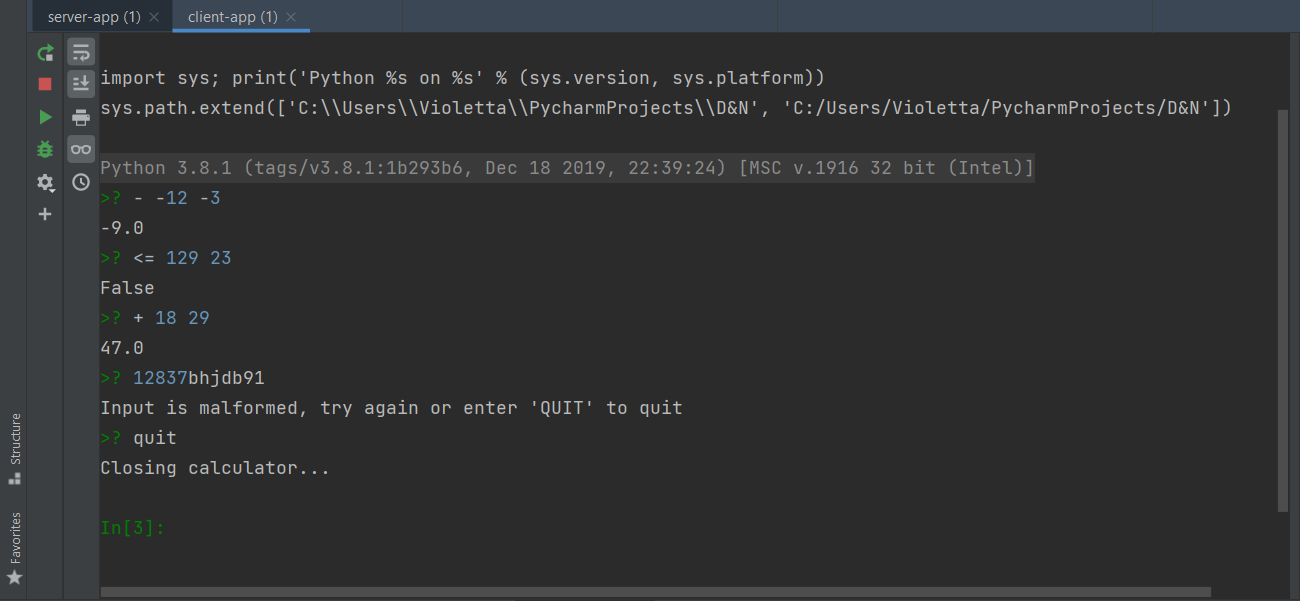 server-app (1)
client-app (1)
import sys; print('Python %s on %s' % (sys.version, sys.platform))
sys.path.extend(['C:\\Users\\Violetta\\PycharmProjects\\D&N', 'C:/Users/Violetta/PycharmProjects/D&N'])
Python 3.8.1 (tags/v3.8.1:1b293b6, Dec 18 2019, 22:39:24) [MSC v.1916 32 bit (Intel)]
>? - -12 -3
-9.0
>? <= 129 23
False
>? + 18 29
47.0
>? 12837bhjdb91
Input is malformed, try again or enter 'QUIT' to quit
>? quit
Closing calculator...
In[3]:
Structure
Favorites